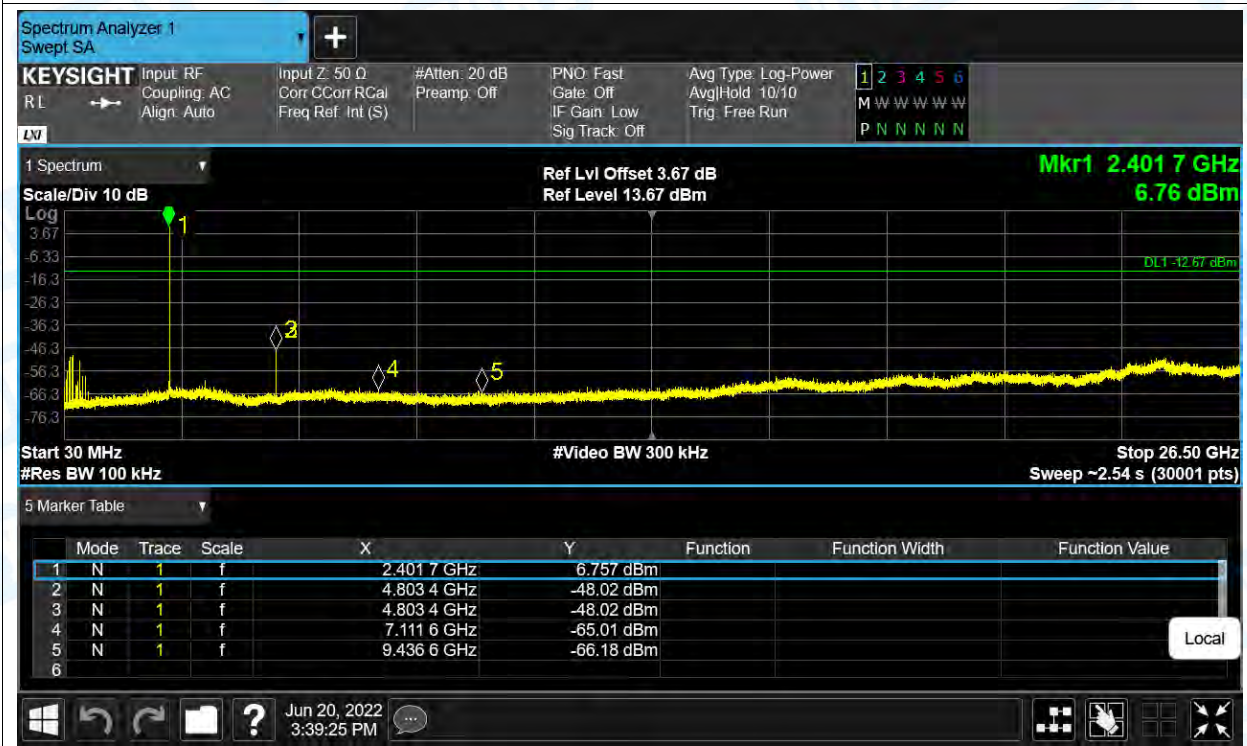 Spectrum Analyzer 1
Swept SA
+
KEYSIGHT Input: RF Input Z: 50 Ω #Atten: 20 dB PNO: Fast Avg Type: Log-Power 1 2 3 4 5 6
RL Coupling: AC Corr CCorr RCal Preamp: Off Gate: Off Avg|Hold: 10/10 M W W W W W
Align: Auto Freq Ref: Int (S) IF Gain: Low Trig: Free Run
LXI Sig Track: Off P N N N N N
1 Spectrum Ref Lvl Offset 3.67 dB Mkr1 2.401 7 GHz
Scale/Div 10 dB Ref Level 13.67 dBm 6.76 dBm
Log
1
3.67
-6.33
DL1 -12.67 dBm
-16.3
-26.3
-36.3
-46.3
-56.3
4 5
-66.3
-76.3
Start 30 MHz #Video BW 300 kHz Stop 26.50 GHz
#Res BW 100 kHz Sweep ~2.54 s (30001 pts)
5 Marker Table
Mode Trace Scale X Y Function Function Width Function Value
1 N 1 f 2.401 7 GHz 6.757 dBm
2 N 1 f 4.803 4 GHz -48.02 dBm
3 N 1 f 4.803 4 GHz -48.02 dBm
4 N 1 f 7.111 6 GHz -65.01 dBm
5 N 1 f 9.436 6 GHz -66.18 dBm
6
Local
? Jun 20, 2022
3:39:25 PM